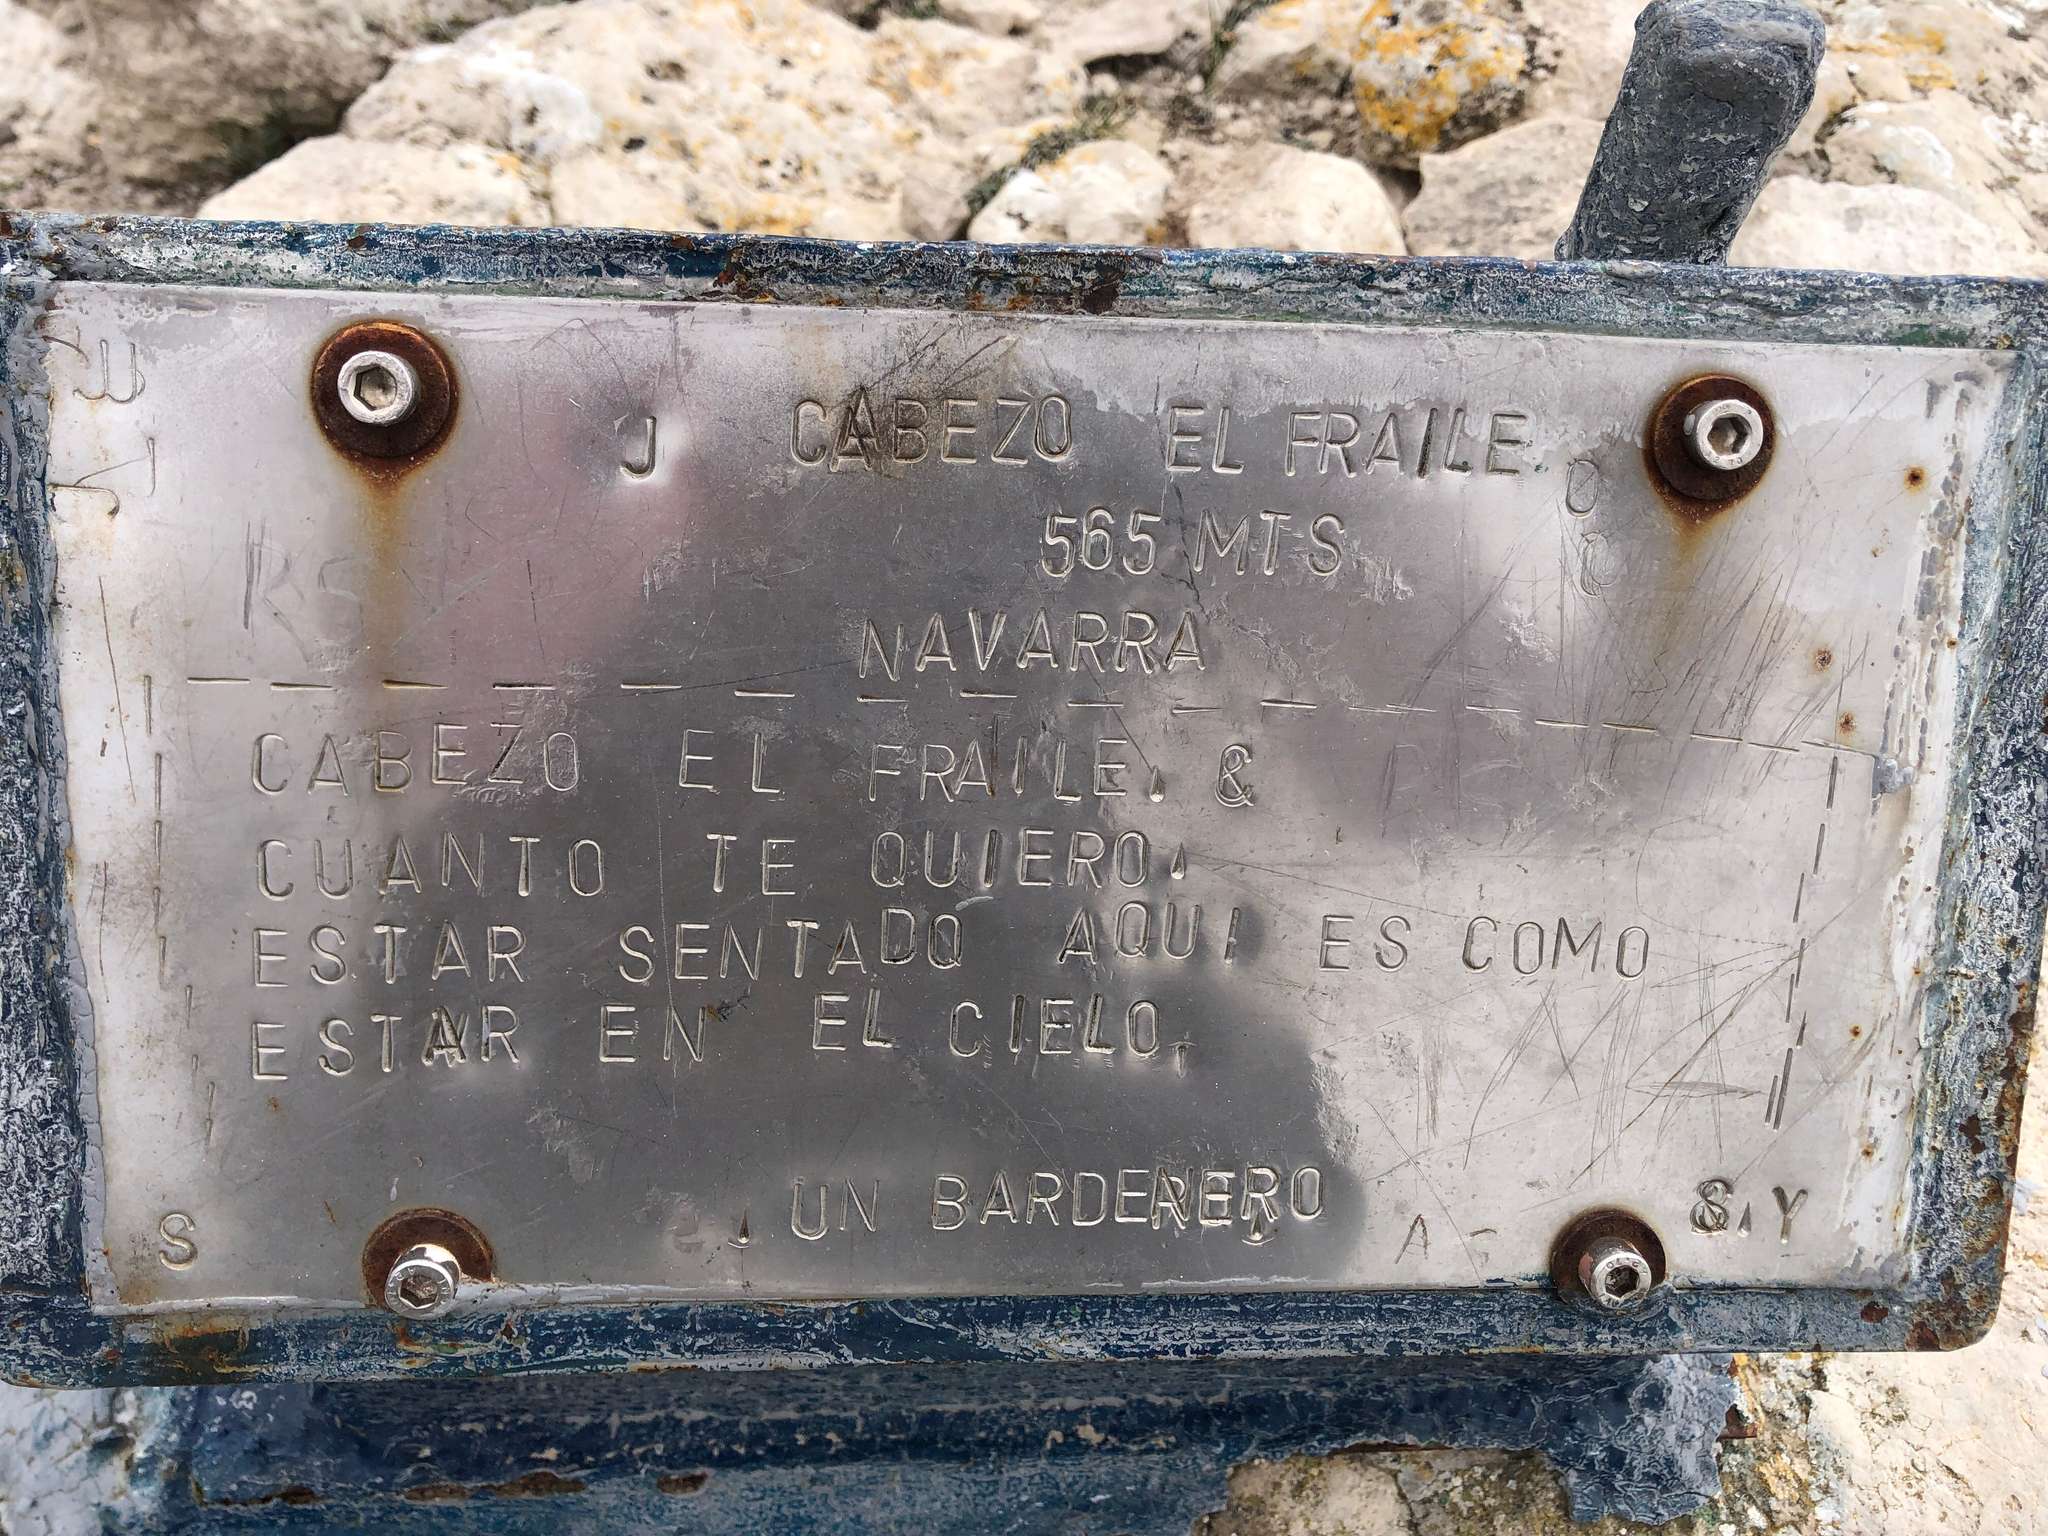 J CABEZO EL FRAILE
565 MTS
NAVARRA
CABEZO EL FRAILE. &
CUANTO TE QUIERO.
ESTAR SENTADO AQUI ES COMO
ESTAR EN EL CIELO.
UN BARDENERO
S
&. Y